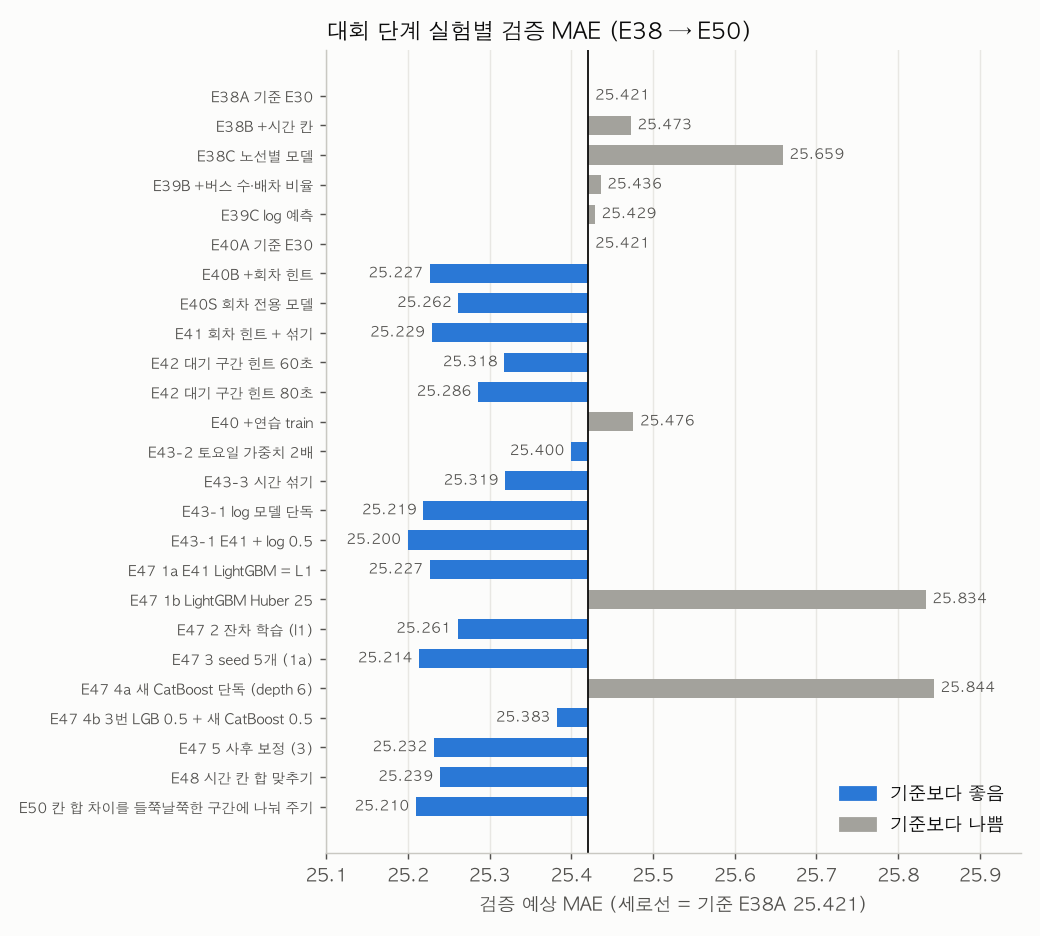 대회 단계 실험별 검증 MAE (E38 → E50)
E38A 기준 E30 25.421
E38B +시간 칸 25.473
E38C 노선별 모델 25.659
E39B +버스 수·배차 비율 25.436
E39C log 예측 25.429
E40A 기준 E30 25.421
E40B +회차 힌트 25.227
E40S 회차 전용 모델 25.262
E41 회차 힌트 + 섞기 25.229
E42 대기 구간 힌트 60초 25.318
E42 대기 구간 힌트 80초 25.286
E40 +연습 train 25.476
E43-2 토요일 가중치 2배 25.400
E43-3 시간 섞기 25.319
E43-1 log 모델 단독 25.219
E43-1 E41 + log 0.5 25.200
E47 1a E41 LightGBM = L1 25.227
E47 1b LightGBM Huber 25 25.834
E47 2 잔차 학습 (l1) 25.261
E47 3 seed 5개 (1a) 25.214
E47 4a 새 CatBoost 단독 (depth 6) 25.844
E47 4b 3번 LGB 0.5 + 새 CatBoost 0.5 25.383
E47 5 사후 보정 (3) 25.232
E48 시간 칸 합 맞추기 25.239
E50 칸 합 차이를 들쭉날쭉한 구간에 나눠 주기 25.210
기준보다 좋음
기준보다 나쁨
25.1 25.2 25.3 25.4 25.5 25.6 25.7 25.8 25.9
검증 예상 MAE (세로선 = 기준 E38A 25.421)